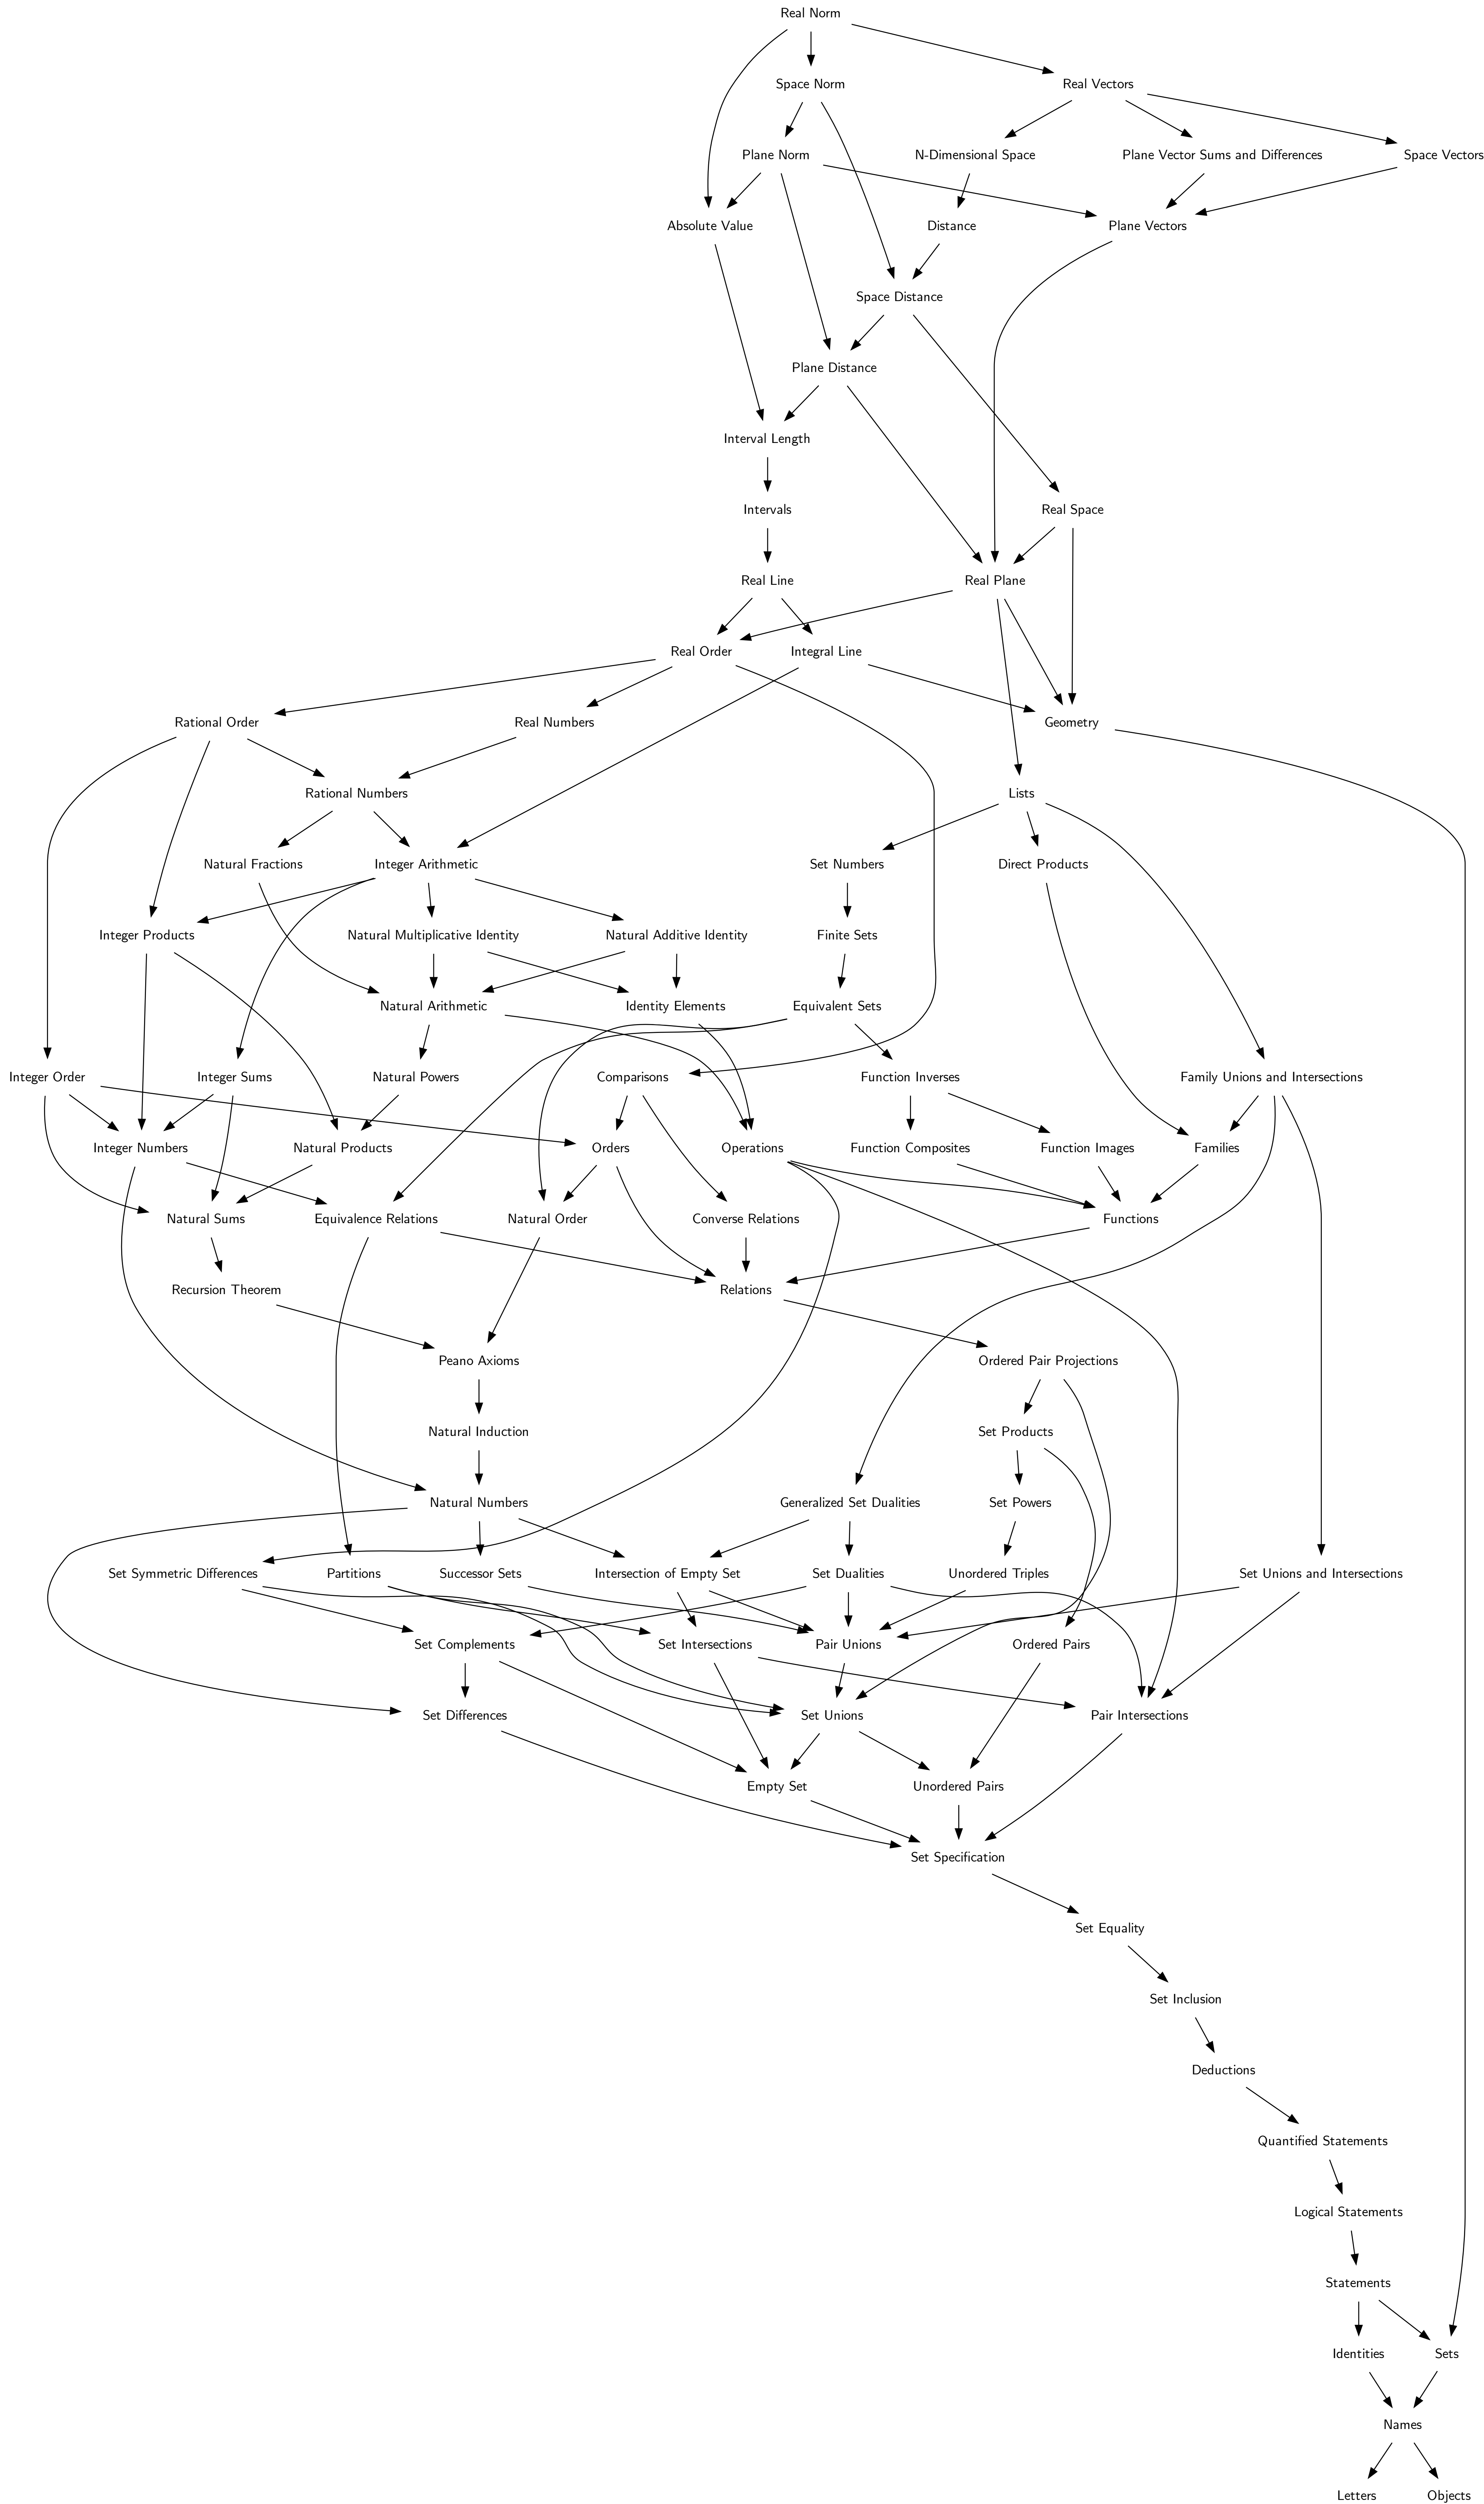 Real Norm
Space Norm
Real Vectors
Plane Norm
N-Dimensional Space
Plane Vector Sums and Differences
Space Vectors
Absolute Value
Distance
Plane Vectors
Space Distance
Plane Distance
Interval Length
Intervals
Real Space
Real Line
Real Plane
Real Order
Integral Line
Rational Order
Real Numbers
Geometry
Rational Numbers
Lists
Natural Fractions
Integer Arithmetic
Set Numbers
Direct Products
Integer Products
Natural Multiplicative Identity
Natural Additive Identity
Finite Sets
Natural Arithmetic
Identity Elements
Equivalent Sets
Integer Order
Integer Sums
Natural Powers
Comparisons
Function Inverses
Family Unions and Intersections
Integer Numbers
Natural Products
Orders
Operations
Function Composites
Function Images
Families
Natural Sums
Equivalence Relations
Natural Order
Converse Relations
Functions
Recursion Theorem
Relations
Peano Axioms
Ordered Pair Projections
Natural Induction
Set Products
Natural Numbers
Generalized Set Dualities
Set Powers
Set Symmetric Differences
Partitions
Successor Sets
Intersection of Empty Set
Set Dualities
Unordered Triples
Set Unions and Intersections
Set Complements
Set Intersections
Pair Unions
Ordered Pairs
Set Differences
Set Unions
Pair Intersections
Empty Set
Unordered Pairs
Set Specification
Set Equality
Set Inclusion
Deductions
Quantified Statements
Logical Statements
Statements
Identities
Sets
Names
Letters
Objects